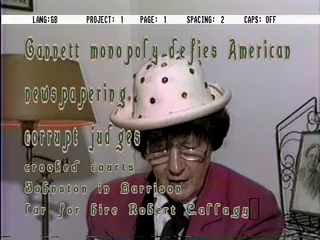 LANG:GB PROJECT: 1 PAGE: 1 SPACING: 2 CAPS: OFF
Gannett monopoly defies American
newspapering.
corrupt judges
crooked courts
Johnston in Harrison
far for hire Robert Caffagy